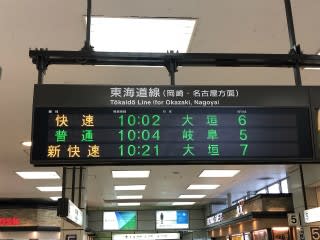 東海道線(岡崎・名古屋方面)
Tōkaidō Line (for Okazaki, Nagoya)
快速 10:02 大垣 6
普通 10:04 岐阜 5
新快速 10:21 大垣 7
5
5